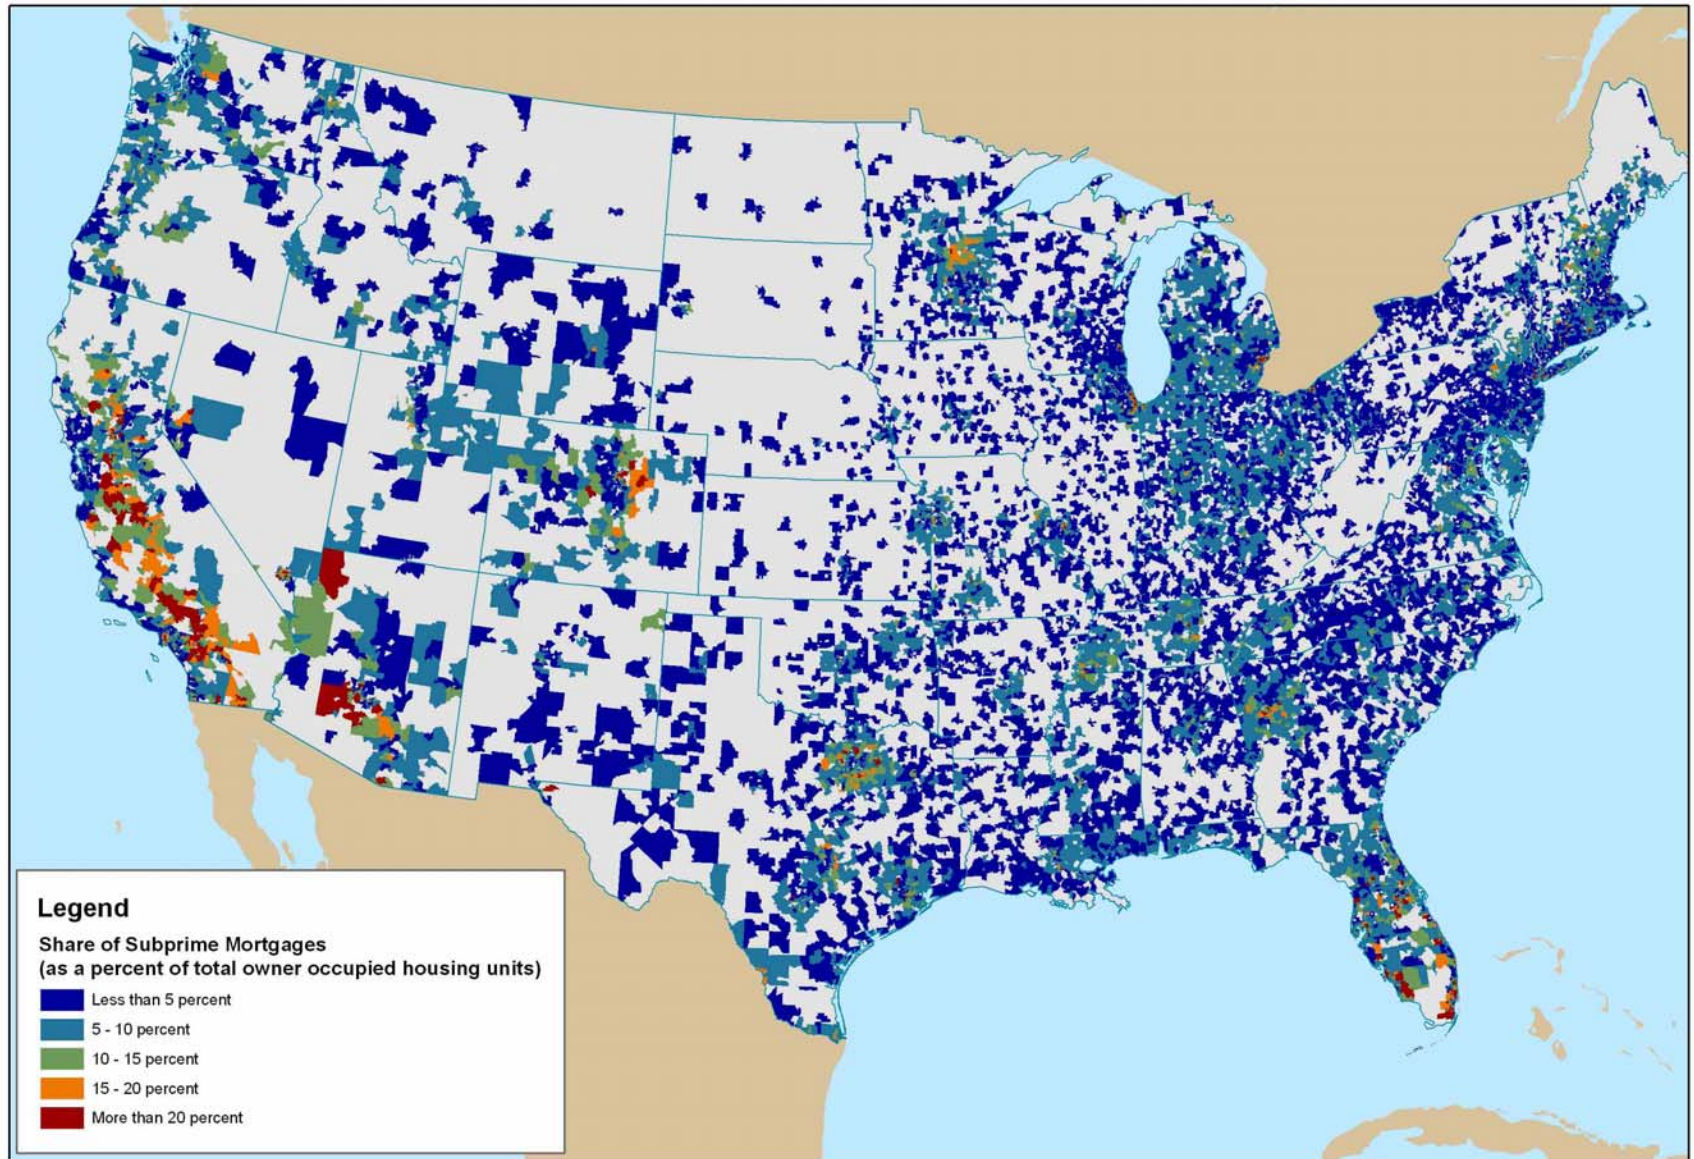 Legend
Share of Subprime Mortgages
(as a percent of total owner occupied housing units)
Less than 5 percent
5 - 10 percent
10 - 15 percent
15 - 20 percent
More than 20 percent